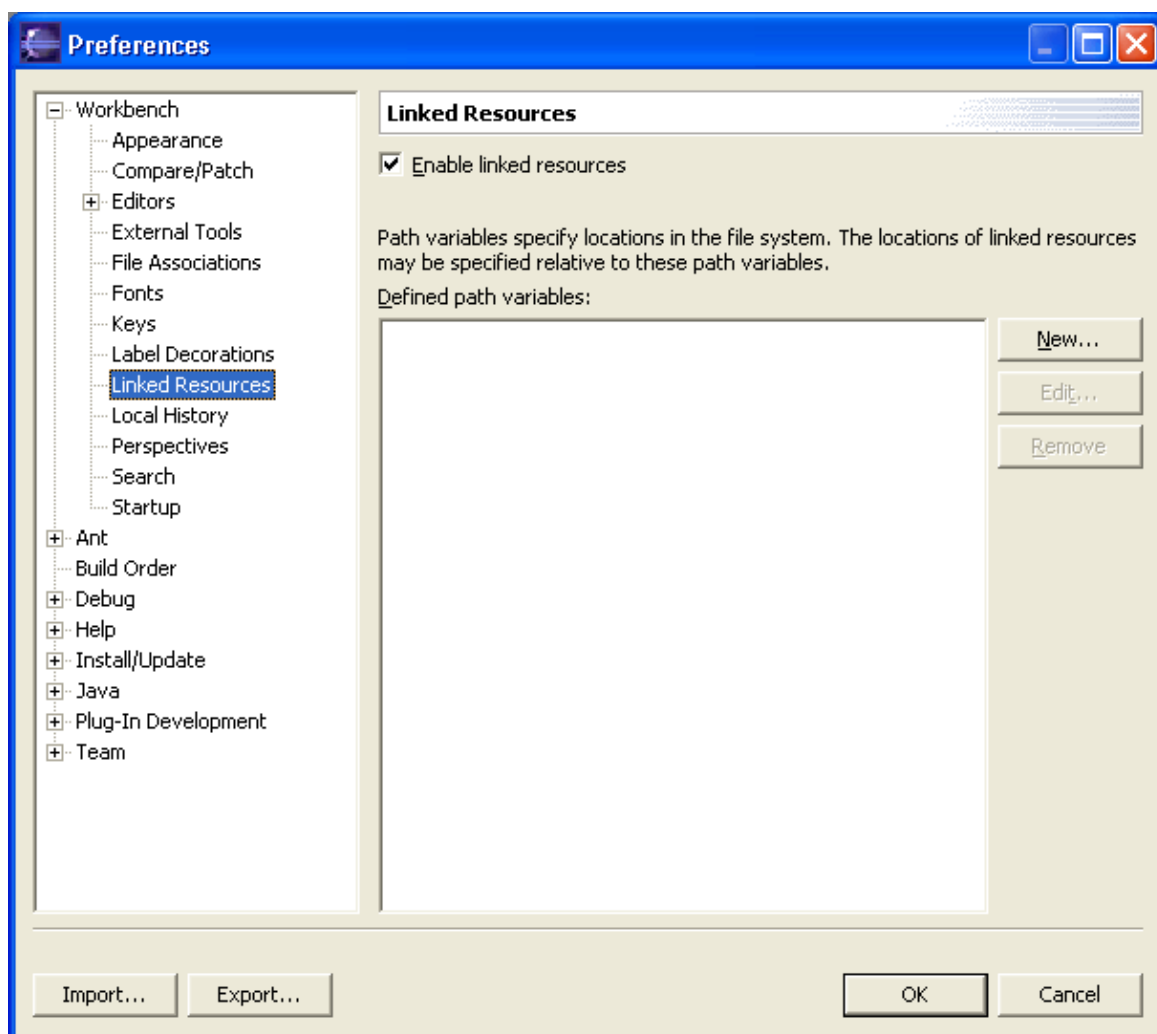 Preferences
Workbench
Appearance
Compare/Patch
Editors
External Tools
File Associations
Fonts
Keys
Label Decorations
Linked Resources
Local History
Perspectives
Search
Startup
Ant
Build Order
Debug
Help
Install/Update
Java
Plug-In Development
Team
Linked Resources
Enable linked resources
Path variables specify locations in the file system. The locations of linked resources
may be specified relative to these path variables.
Defined path variables:
New...
Edit...
Remove
Import...
Export...
OK
Cancel